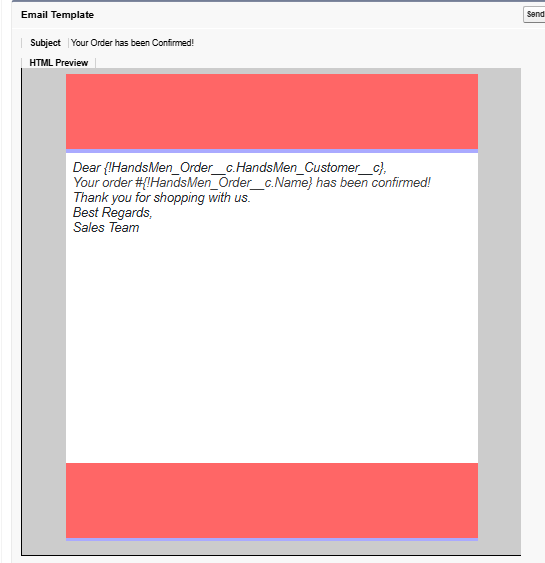 Email Template
Send
Subject Your Order has been Confirmed!
HTML Preview
Dear {!HandsMen_Order__c.HandsMen_Customer__c},
Your order #{!HandsMen_Order__c.Name} has been confirmed!
Thank you for shopping with us.
Best Regards,
Sales Team